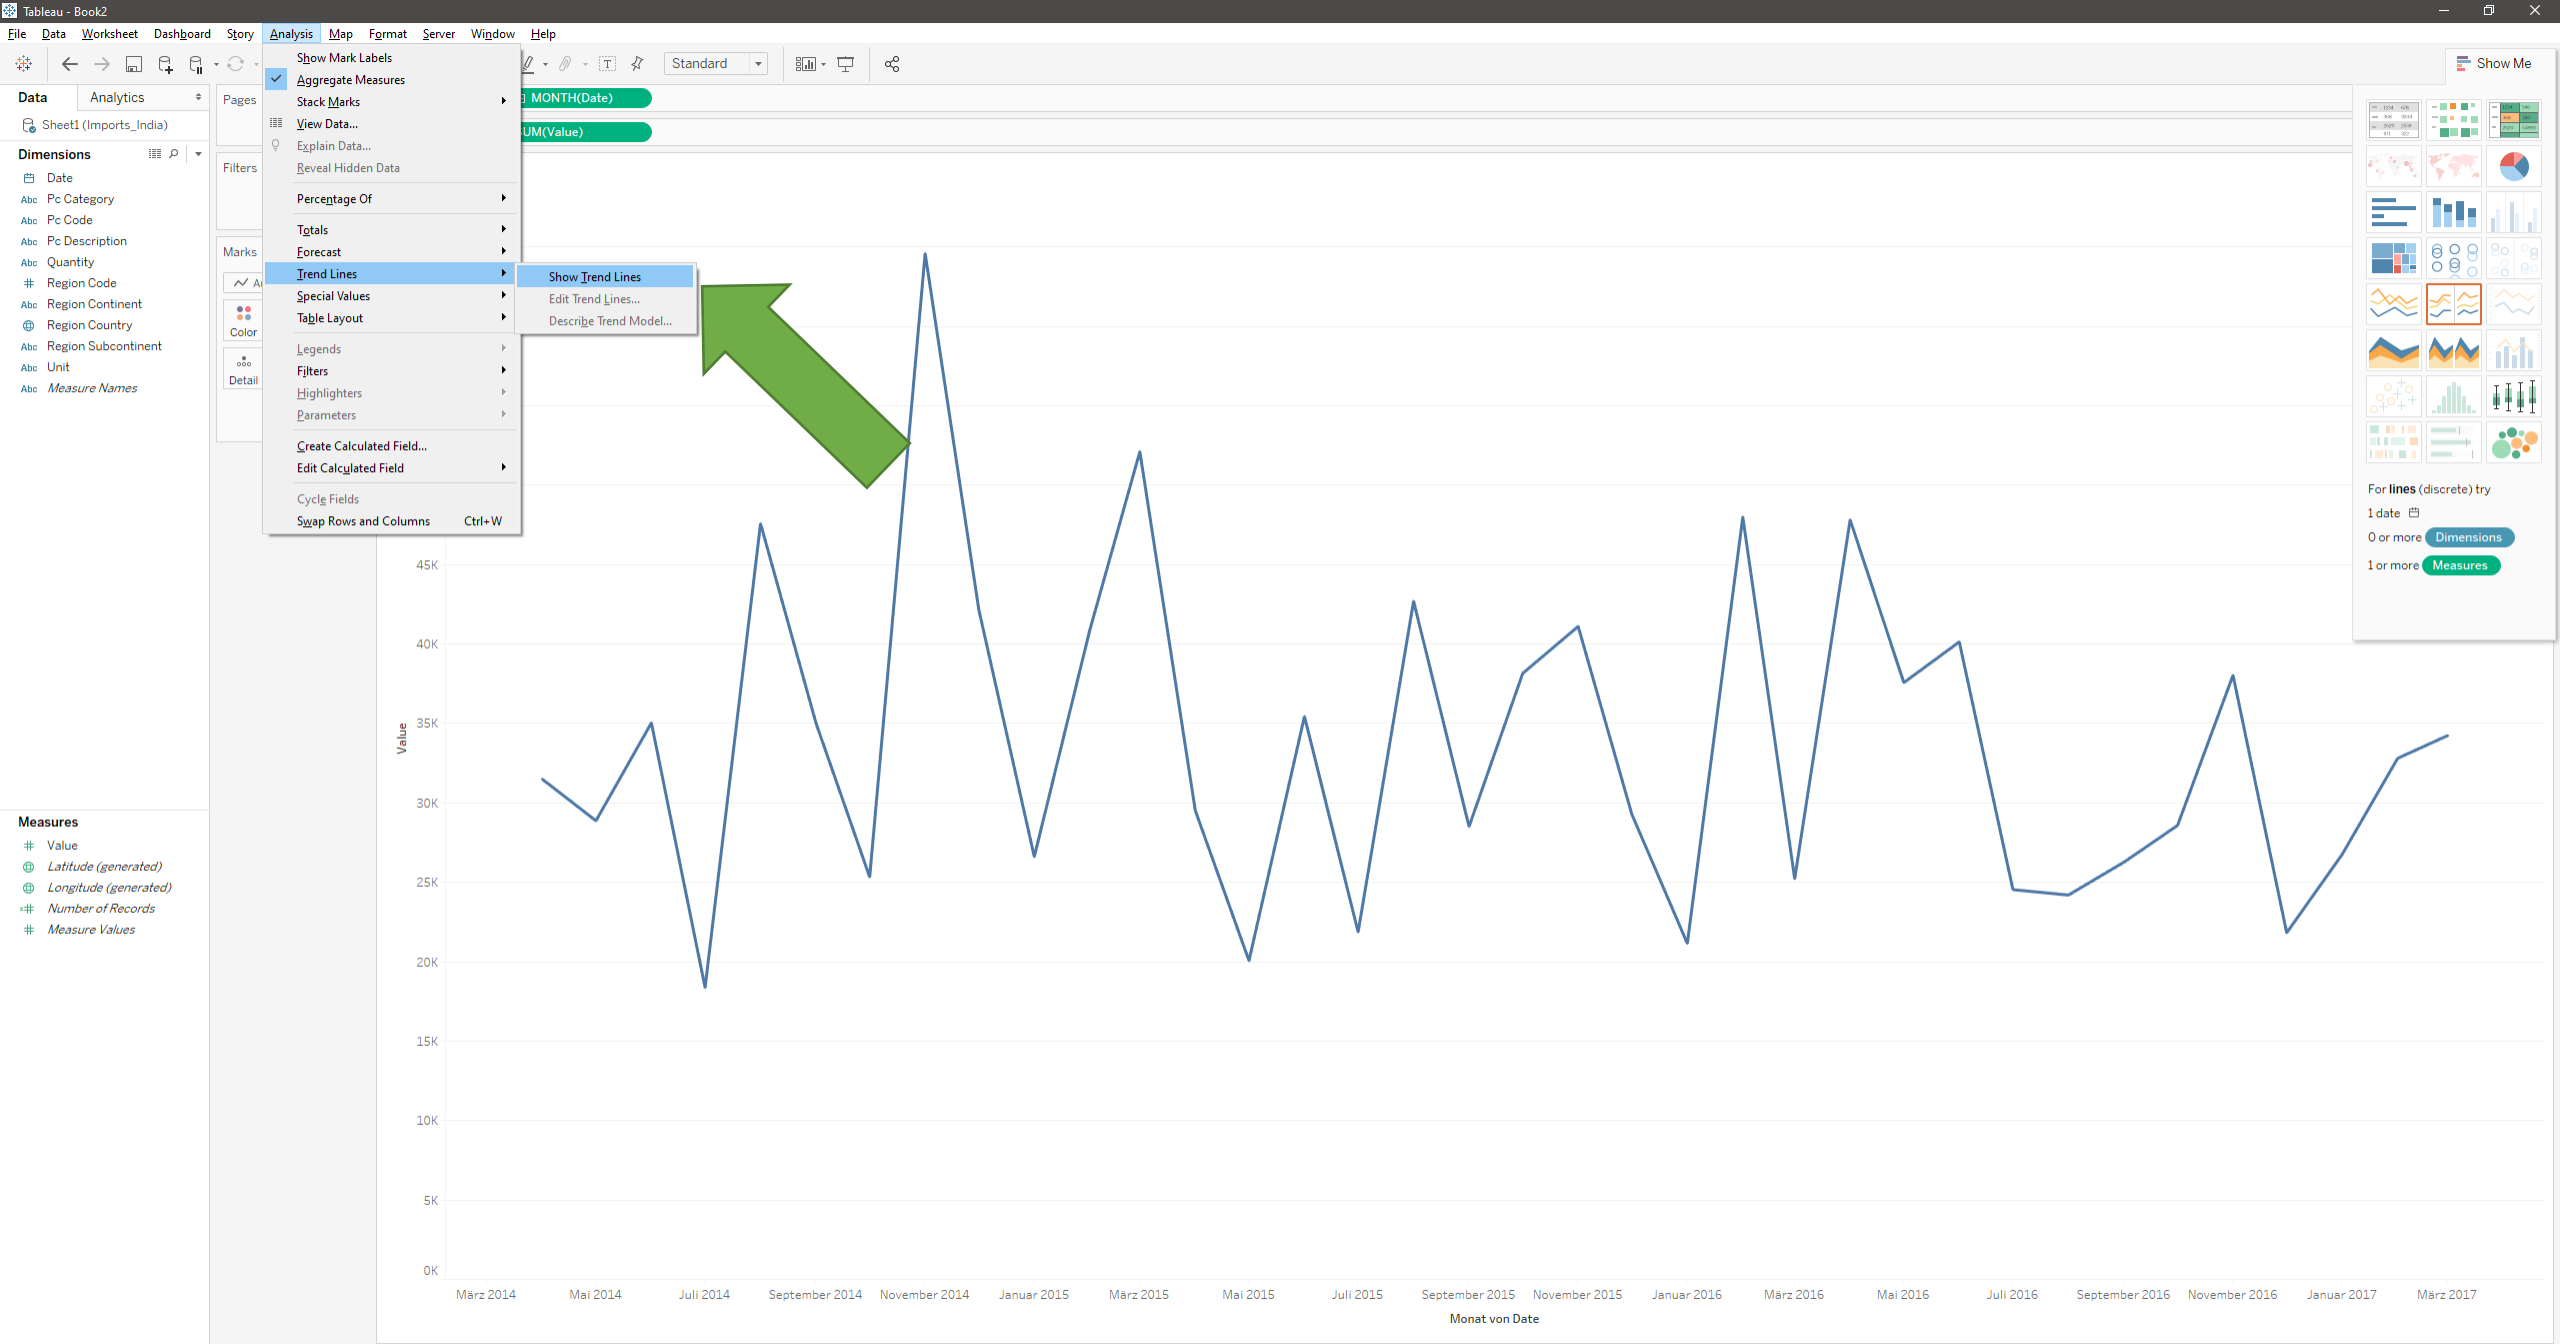 Tableau - Book2
File Data Worksheet Dashboard Story Analysis Map Format Server Window Help
Standard
Show Me
Data Analytics
Sheet1 (Imports_India)
Dimensions
Date
Abc Pc Category
Abc Pc Code
Abc Pc Description
Abc Quantity
Region Code
Abc Region Continent
Region Country
Abc Region Subcontinent
Abc Unit
Abc Measure Names
Measures
Value
Latitude (generated)
Longitude (generated)
Number of Records
Measure Values
Pages
Filters
Marks
Color
Detail
Show Mark Labels
Aggregate Measures
Stack Marks
View Data...
Explain Data...
Reveal Hidden Data
Percentage Of
Totals
Forecast
Trend Lines
Special Values
Table Layout
Legends
Filters
Highlighters
Parameters
Create Calculated Field...
Edit Calculated Field
Cycle Fields
Swap Rows and Columns Ctrl+W
Show Trend Lines
Edit Trend Lines...
Describe Trend Model...
MONTH(Date)
UM(Value)
45K
40K
35K
30K
25K
20K
15K
10K
5K
0K
Value
März 2014 Mai 2014 Juli 2014 September 2014 November 2014 Januar 2015 März 2015 Mai 2015 Juli 2015 September 2015 November 2015 Januar 2016 März 2016 Mai 2016 Juli 2016 September 2016 November 2016 Januar 2017 März 2017
Monat von Date
For lines (discrete) try
1 date
0 or more Dimensions
1 or more Measures